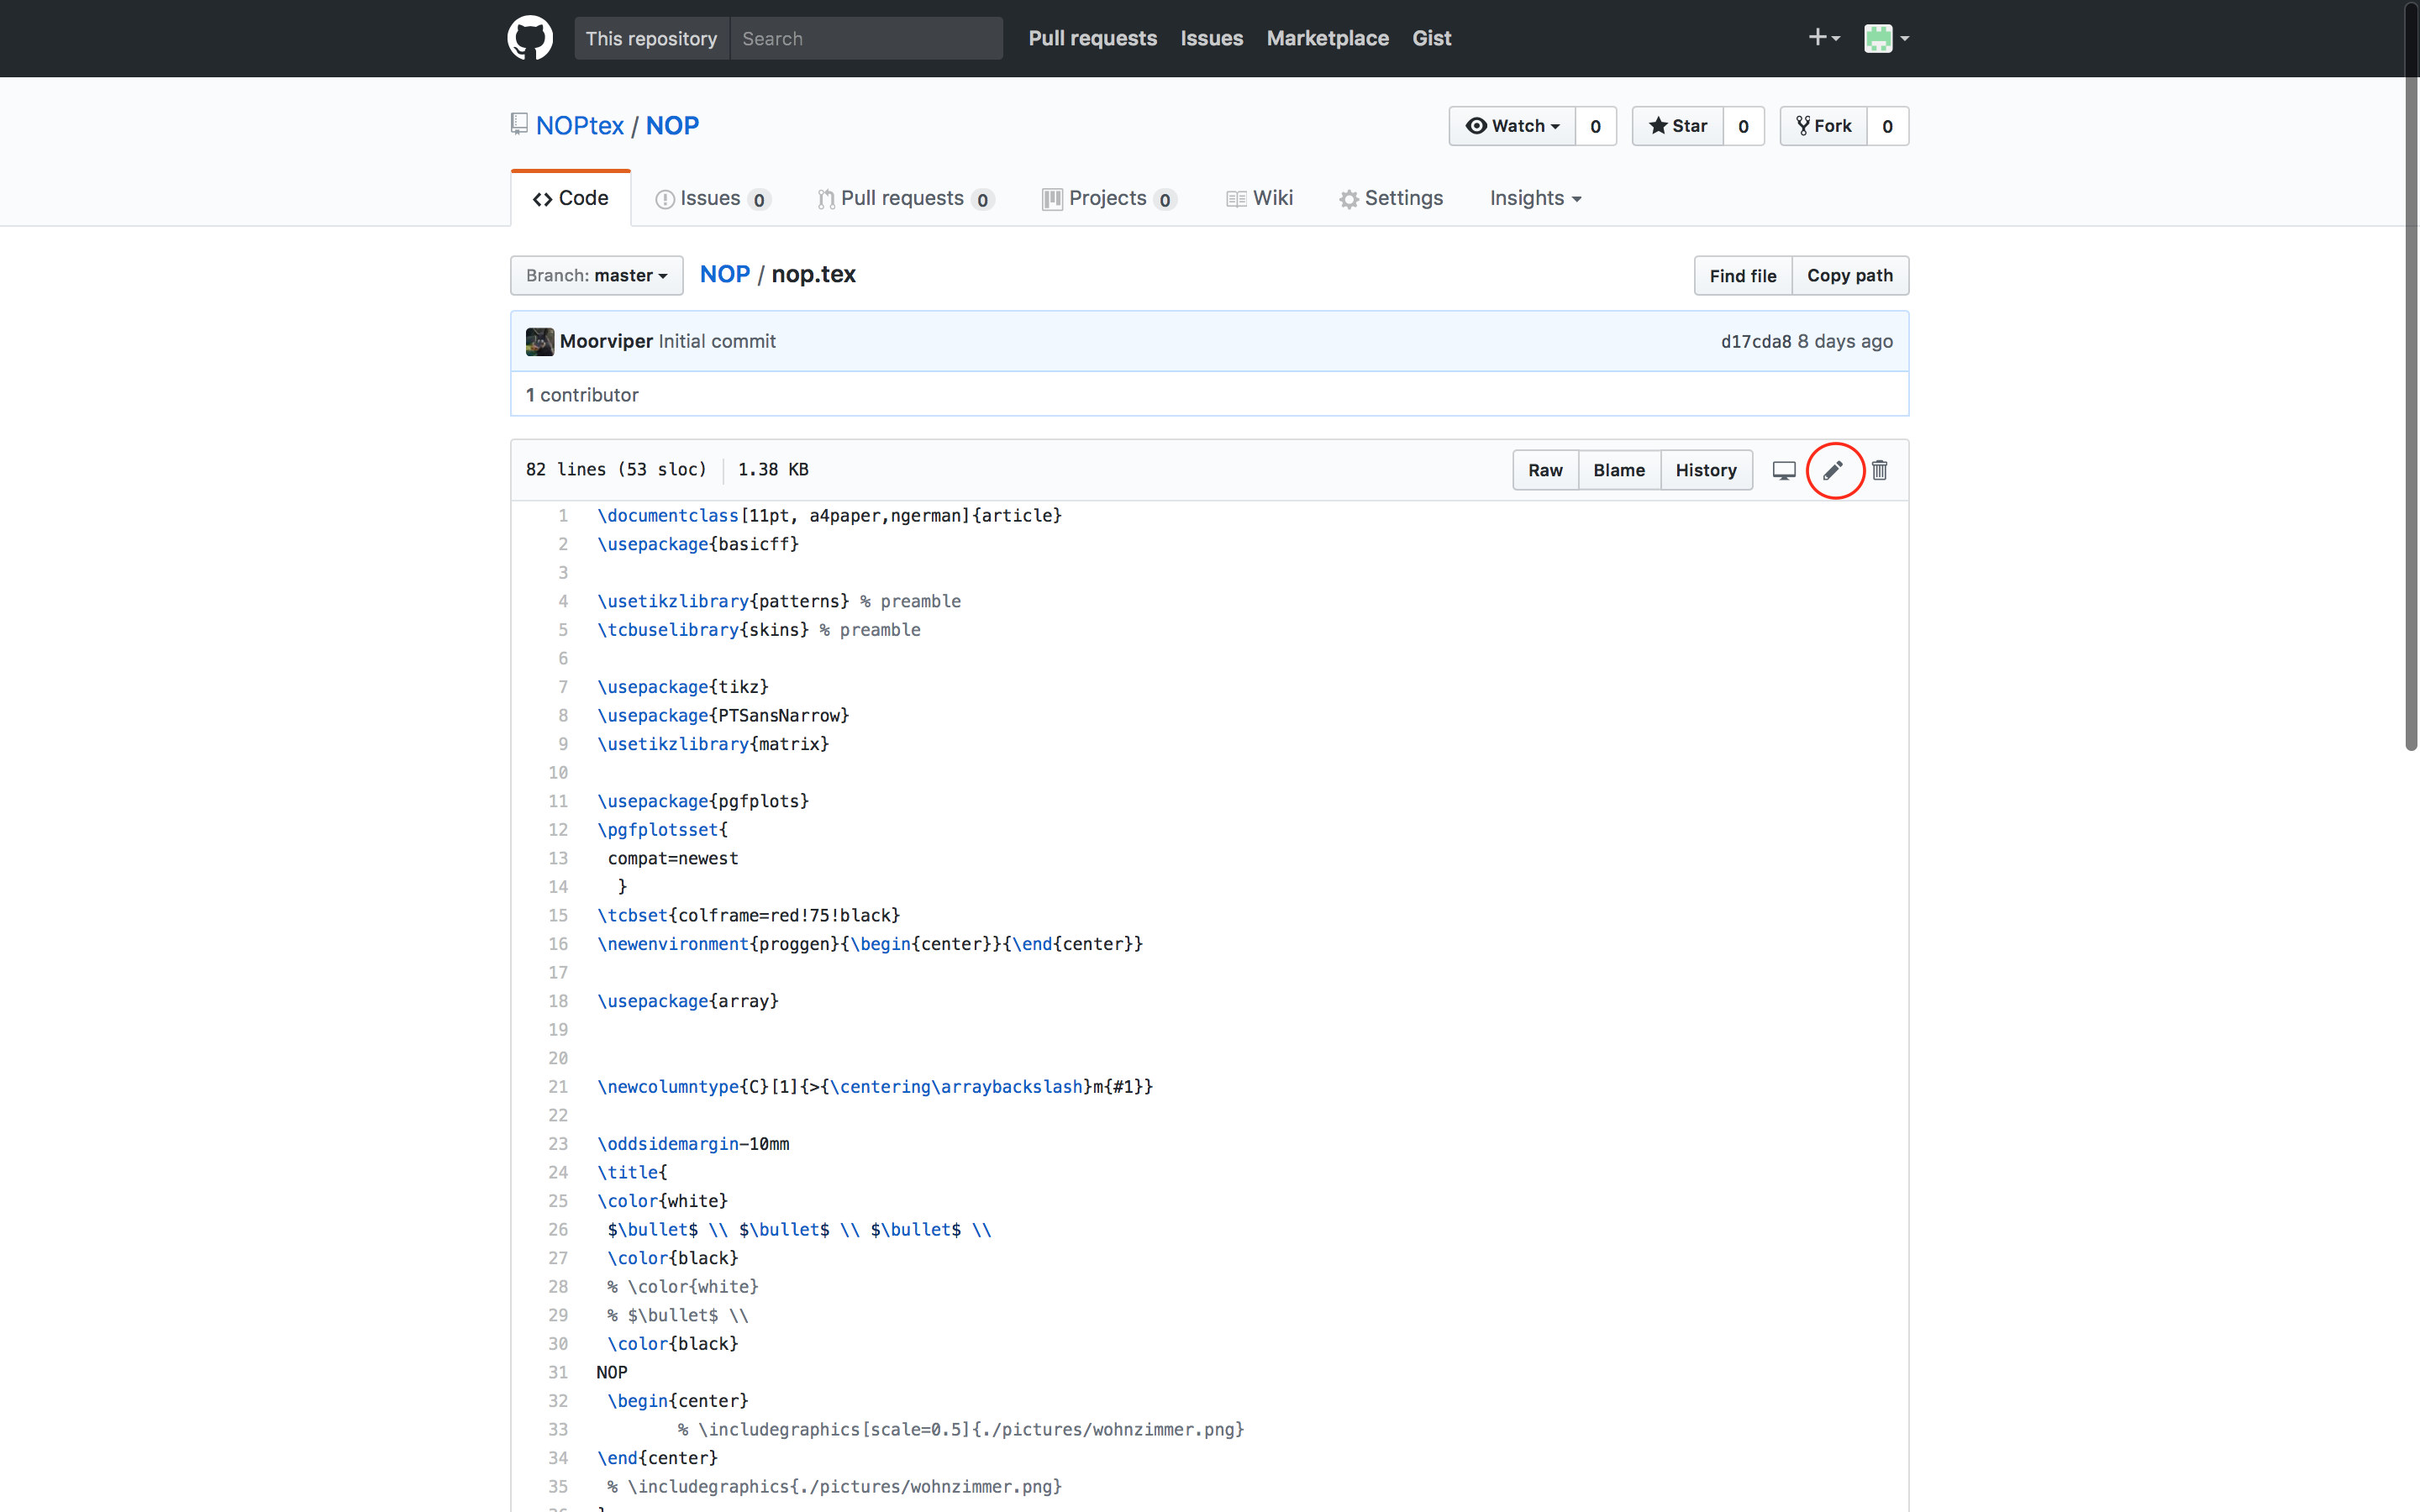 This repository Search Pull requests Issues Marketplace Gist
NOPtex / NOP Watch 0 Star 0 Fork 0
Code Issues 0 Pull requests 0 Projects 0 Wiki Settings Insights
Branch: master NOP / nop.tex Find file Copy path
Moorviper Initial commit d17cda8 8 days ago
1 contributor
82 lines (53 sloc) 1.38 KB Raw Blame History
1 \documentclass[11pt, a4paper,ngerman]{article}
2 \usepackage{basicff}
3
4 \usetikzlibrary{patterns} % preamble
5 \tcbuselibrary{skins} % preamble
6
7 \usepackage{tikz}
8 \usepackage{PTSansNarrow}
9 \usetikzlibrary{matrix}
10
11 \usepackage{pgfplots}
12 \pgfplotsset{
13 compat=newest
14 }
15 \tcbset{colframe=red!75!black}
16 \newenvironment{proggen}{\begin{center}}{\end{center}}
17
18 \usepackage{array}
19
20
21 \newcolumntype{C}[1]{>{\centering\arraybackslash}m{#1}}
22
23 \oddsidemargin-10mm
24 \title{
25 \color{white}
26 $\bullet$ \\ $\bullet$ \\ $\bullet$ \\
27 \color{black}
28 % \color{white}
29 % $\bullet$ \\
30 \color{black}
31 NOP
32 \begin{center}
33 % \includegraphics[scale=0.5]{./pictures/wohnzimmer.png}
34 \end{center}
35 % \includegraphics{./pictures/wohnzimmer.png}